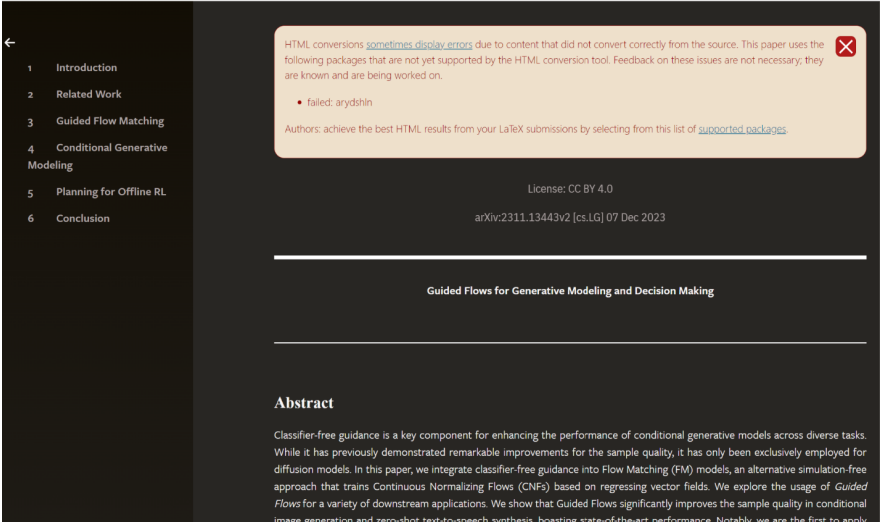 ←
1 Introduction
2 Related Work
3 Guided Flow Matching
4 Conditional Generative
Modeling
5 Planning for Offline RL
6 Conclusion
HTML conversions sometimes display errors due to content that did not convert correctly from the source. This paper uses the
following packages that are not yet supported by the HTML conversion tool. Feedback on these issues are not necessary; they
are known and are being worked on.
• failed: arydshln
Authors: achieve the best HTML results from your LaTeX submissions by selecting from this list of supported packages.
License: CC BY 4.0
arXiv:2311.13443v2 [cs.LG] 07 Dec 2023
Guided Flows for Generative Modeling and Decision Making
Abstract
Classifier-free guidance is a key component for enhancing the performance of conditional generative models across diverse tasks.
While it has previously demonstrated remarkable improvements for the sample quality, it has only been exclusively employed for
diffusion models. In this paper, we integrate classifier-free guidance into Flow Matching (FM) models, an alternative simulation-free
approach that trains Continuous Normalizing Flows (CNFs) based on regressing vector fields. We explore the usage of Guided
Flows for a variety of downstream applications. We show that Guided Flows significantly improves the sample quality in conditional
image generation and zero-shot text-to-speech synthesis, boasting state-of-the-art performance. Notably, we are the first to apply